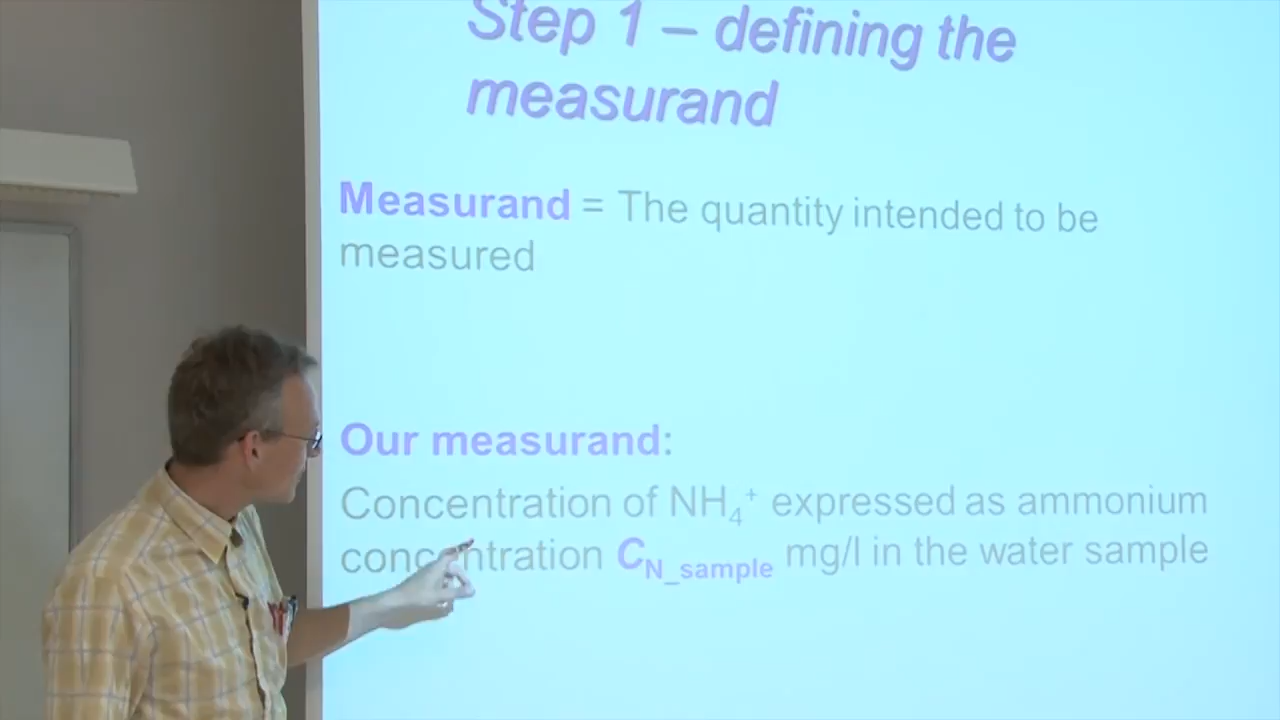 Step 1 – defining the
measurand
Measurand = The quantity intended to be
measured
Our measurand:
Concentration of NH₄⁺ expressed as ammonium
concentration C_N_sample mg/l in the water sample